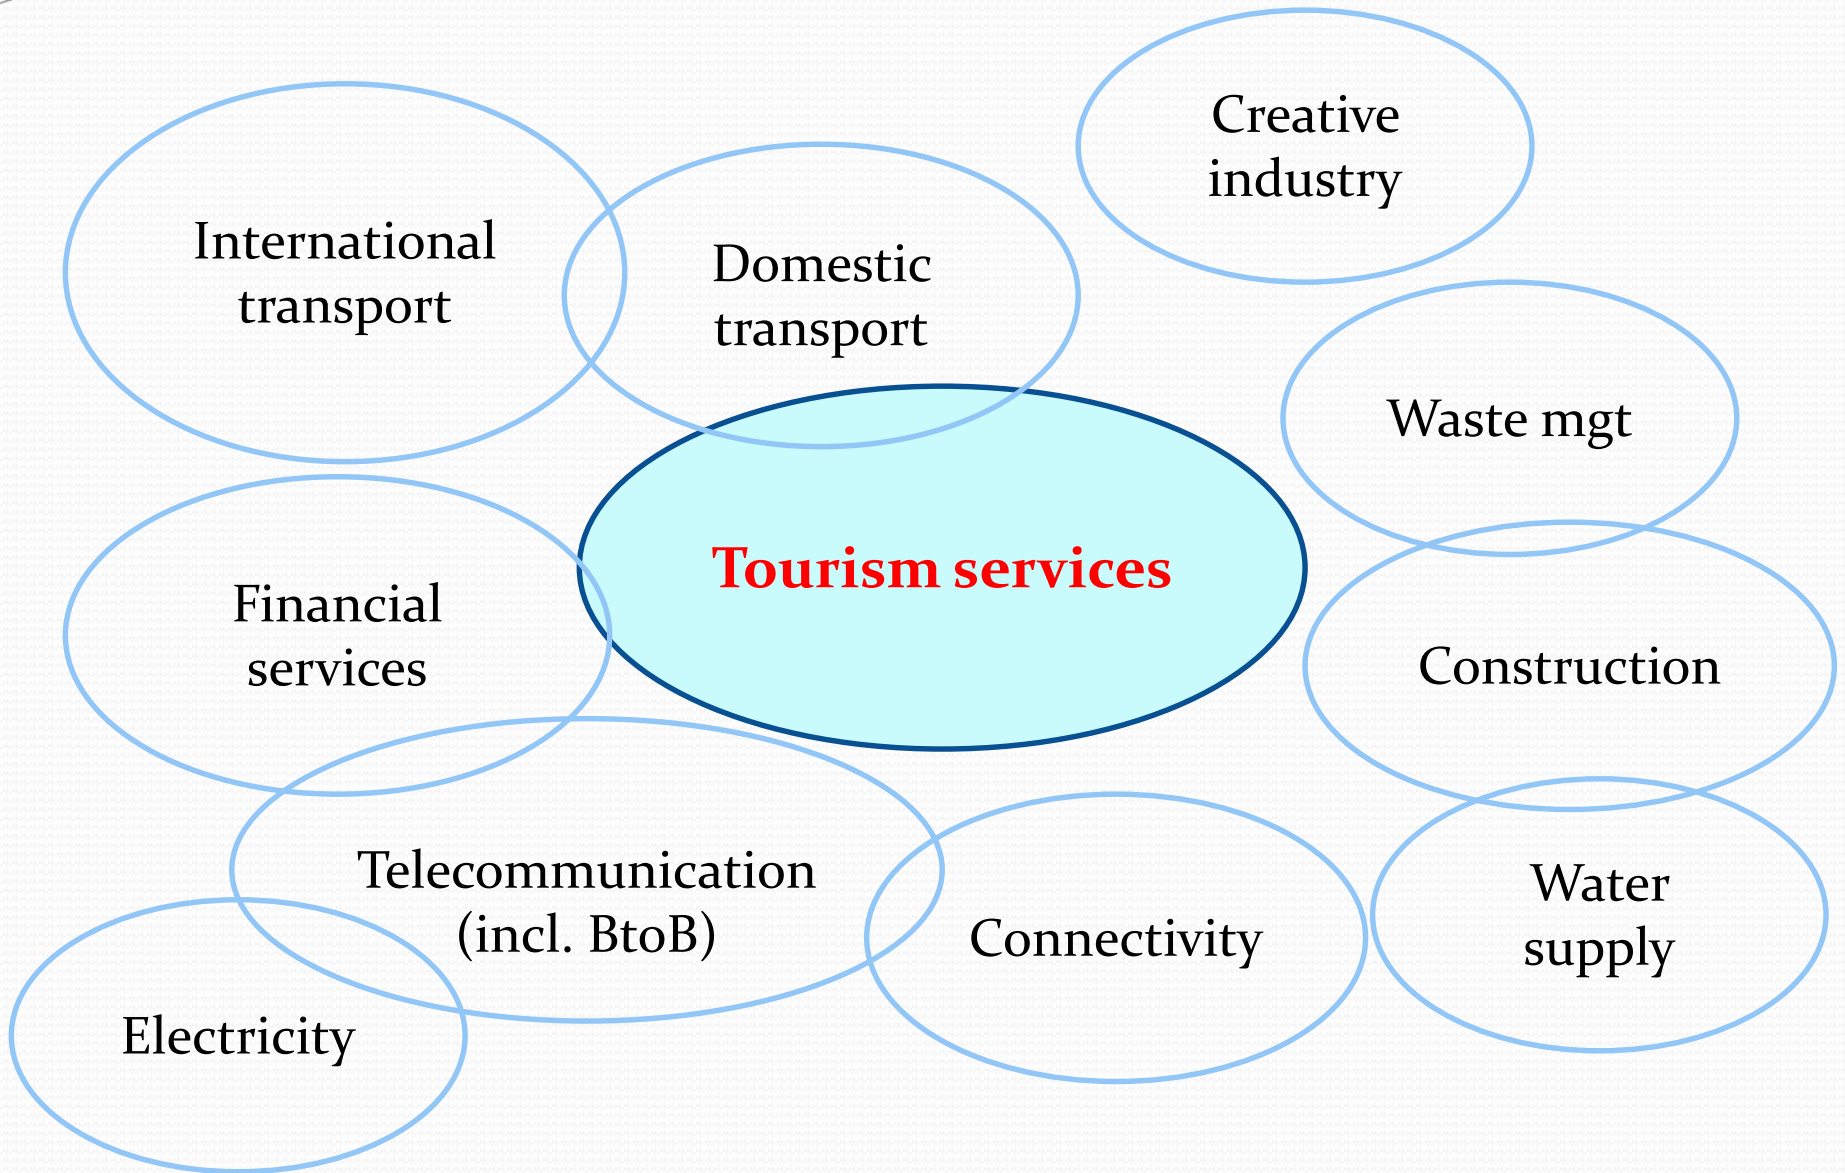 Creative
industry
International
transport
Domestic
transport
Waste mgt
Tourism services
Financial
services
Construction
Telecommunication
(incl. BtoB)
Connectivity
Water
supply
Electricity